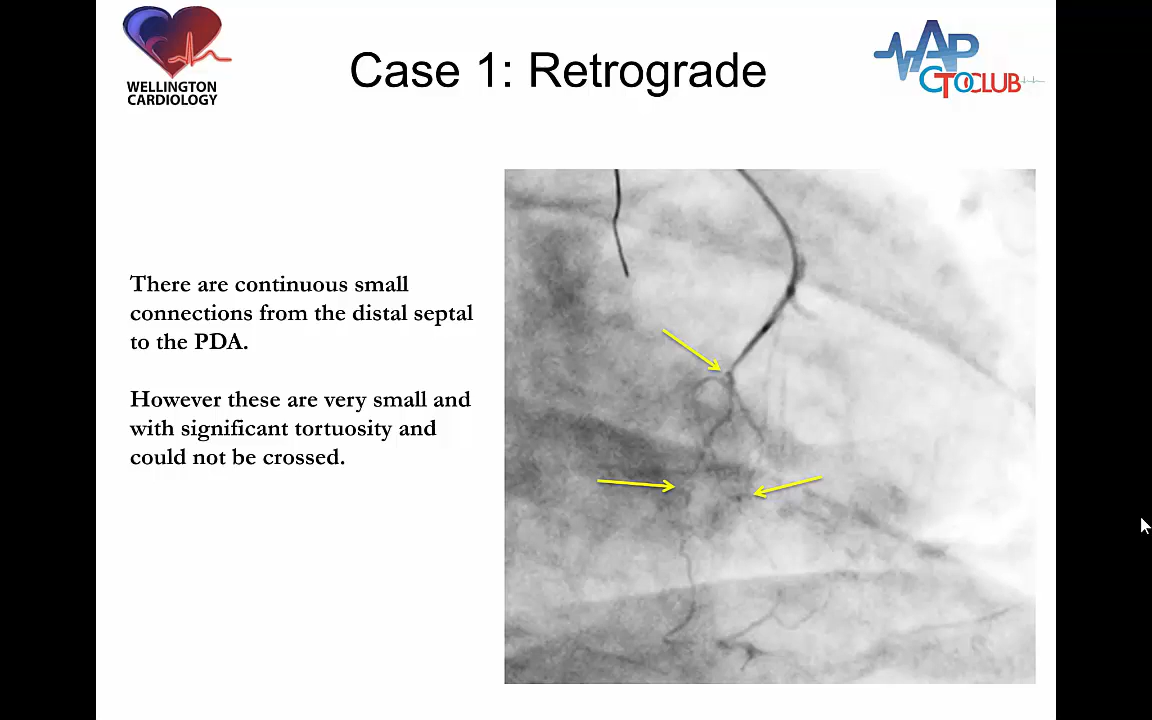 WELLINGTON
CARDIOLOGY
Case 1: Retrograde
AP
CTOCLUB
There are continuous small
connections from the distal septal
to the PDA.
However these are very small and
with significant tortuosity and
could not be crossed.